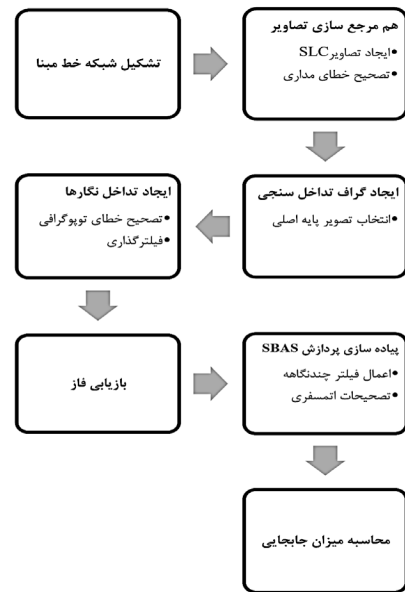 تشکیل شبکه خط مبنا
هم مرجع سازی تصاویر
•ایجاد تصاویرSLC
•تصحیح خطای مداری
ایجاد گراف تداخل سنجی
•انتخاب تصویر پایه اصلی
ایجاد تداخل نگارها
•تصحیح خطای توپوگرافی
•فیلترگذاری
بازیابی فاز
پیاده سازی پردازش SBAS
•اعمال فیلتر چندنگاهه
•تصحیحات اتمسفری
محاسبه میزان جابجایی